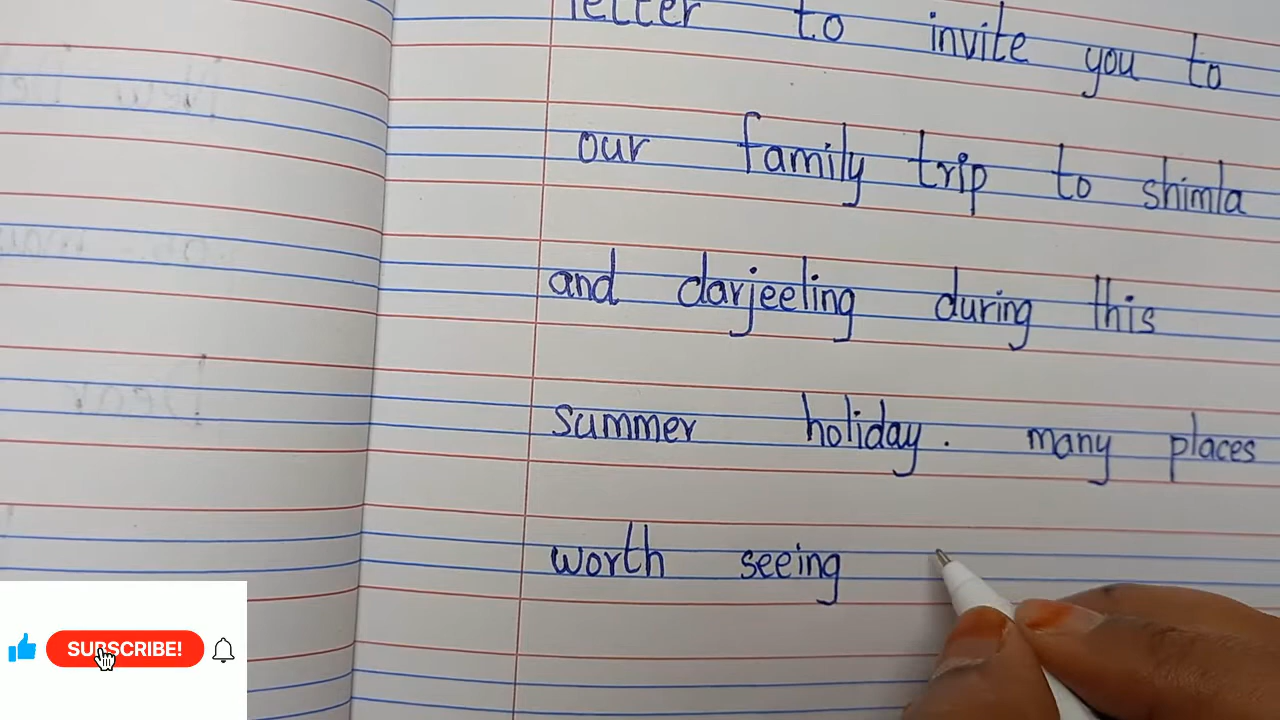 letter to invite you to
our family trip to shimla
and darjeeling during this
summer holiday. many places
worth seeing
SUBSCRIBE!